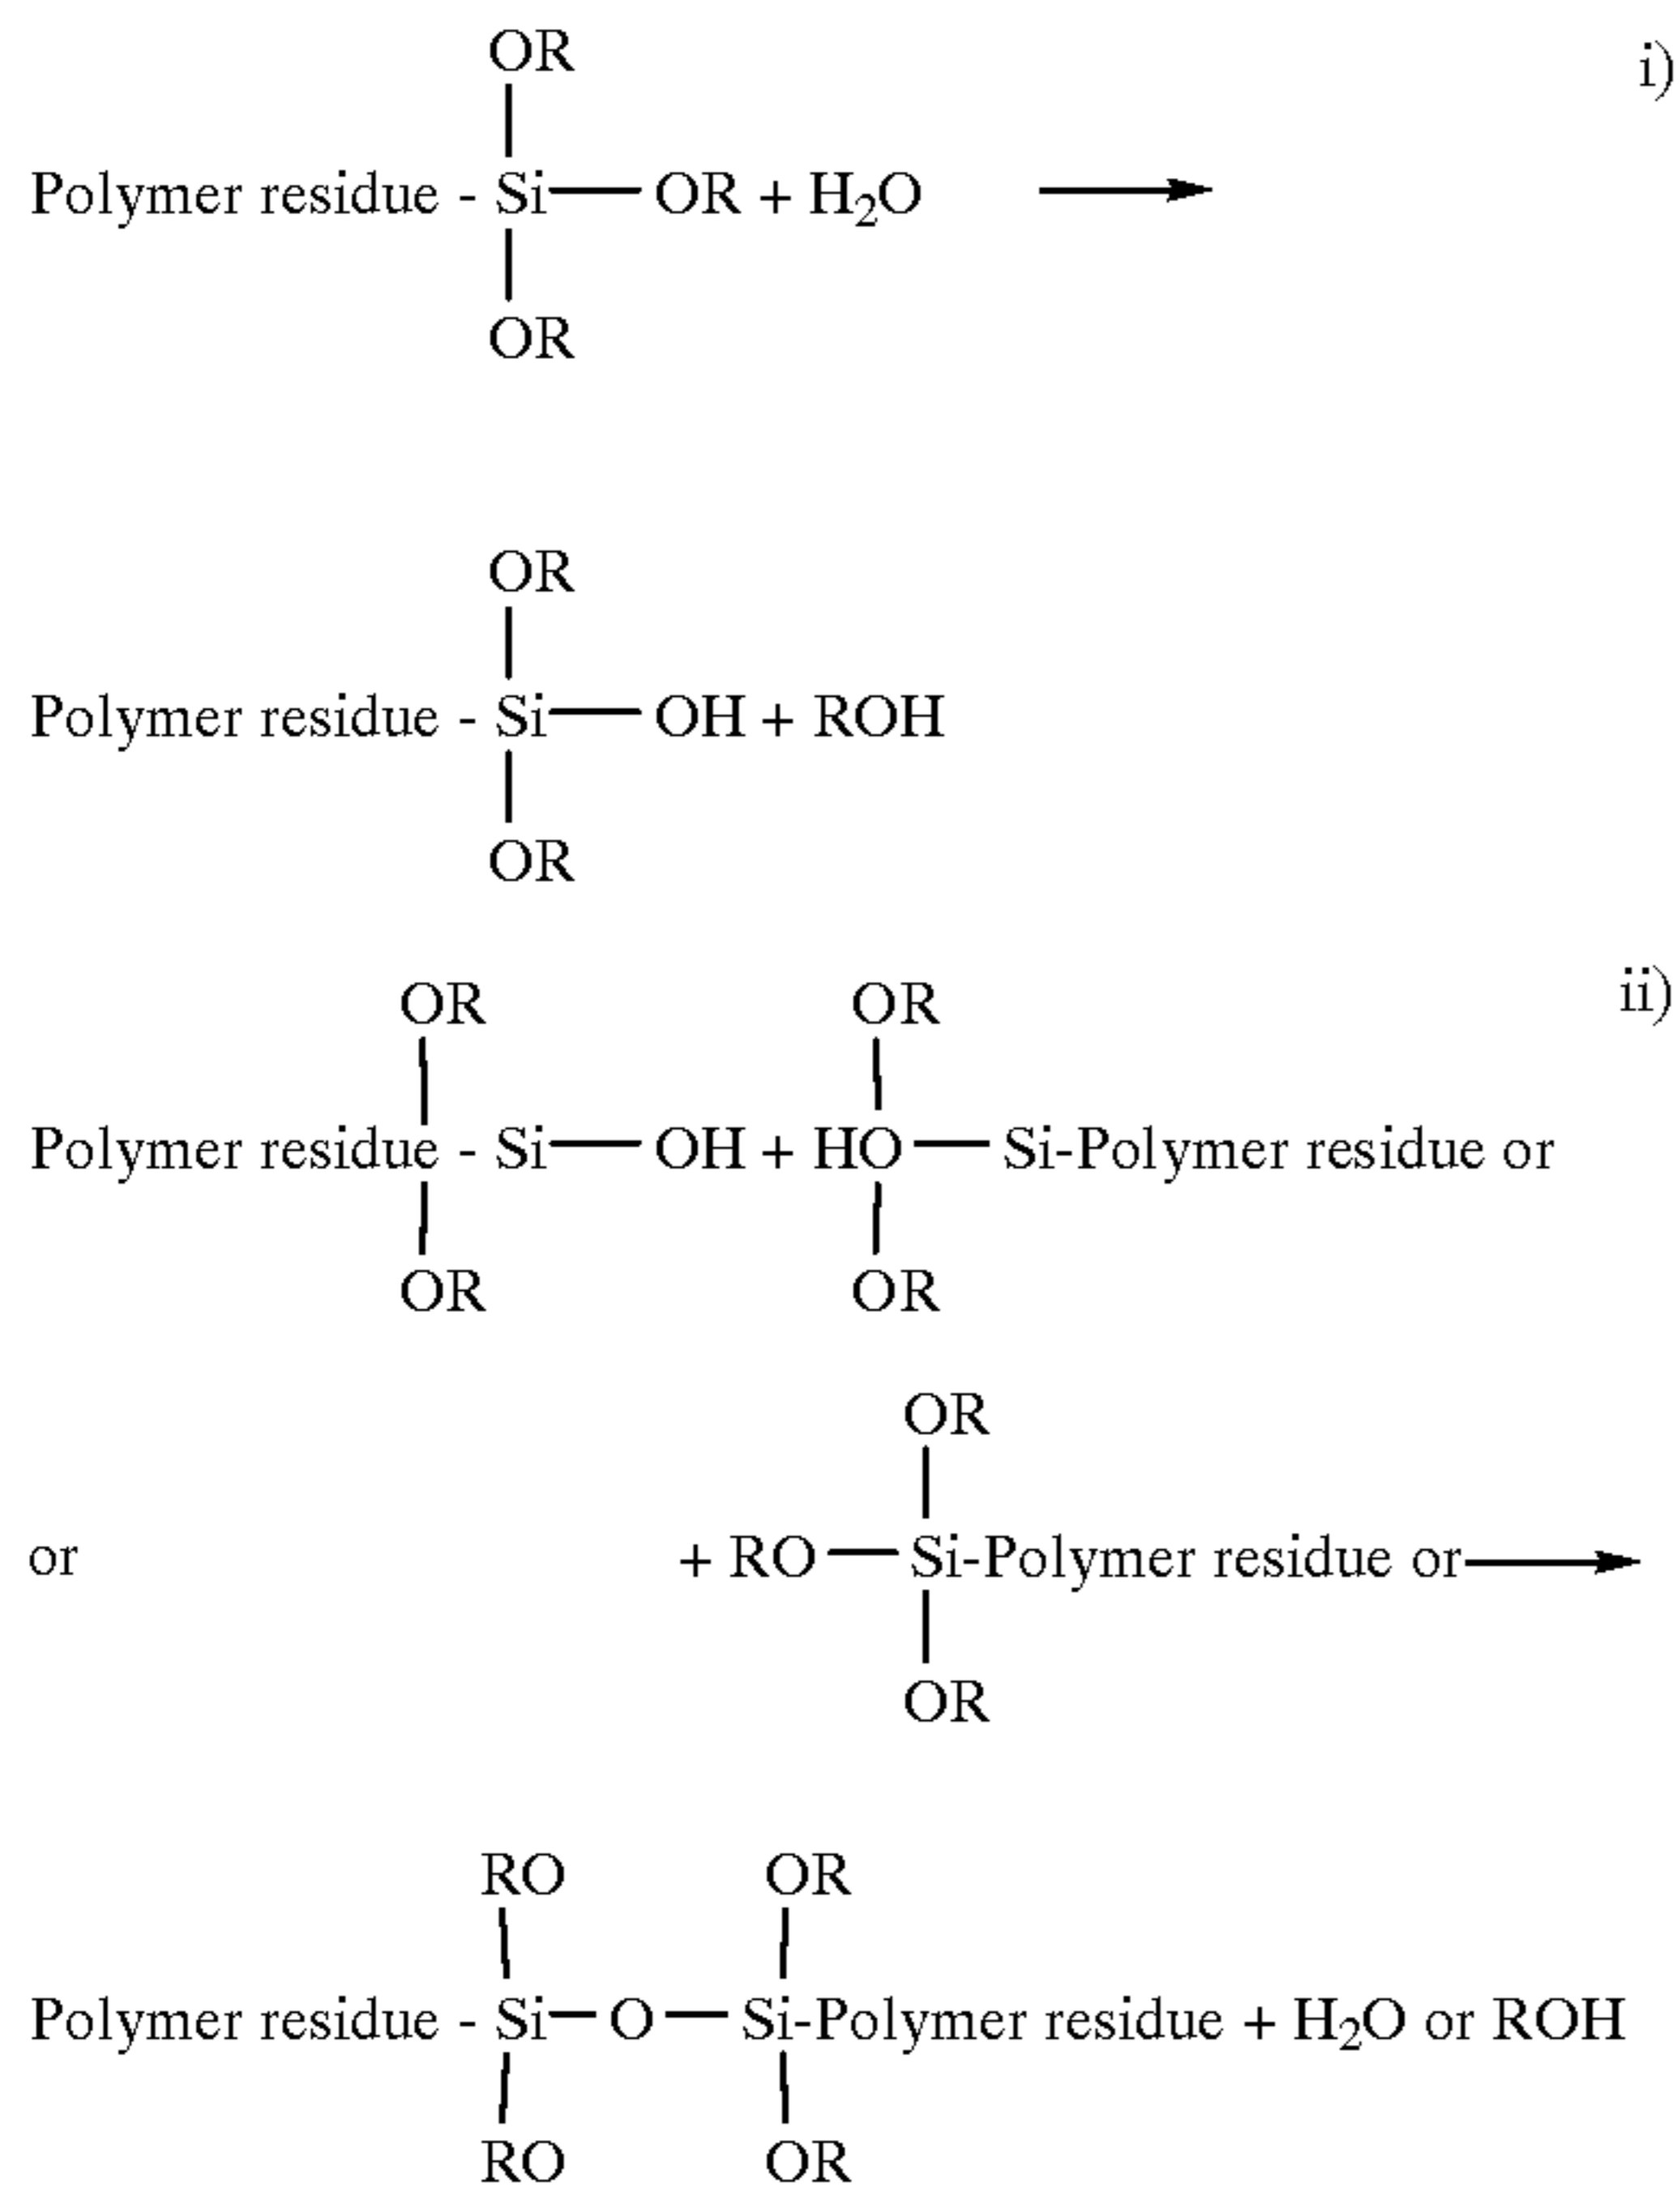 OR
i)
Polymer residue - Si—OR + H₂O ⟶
OR
OR
Polymer residue - Si—OH + ROH
OR
OR OR
ii)
Polymer residue - Si—OH + HO—Si-Polymer residue or
OR OR
OR
or + RO—Si-Polymer residue or ⟶
OR
RO OR
Polymer residue - Si—O—Si-Polymer residue + H₂O or ROH
RO OR